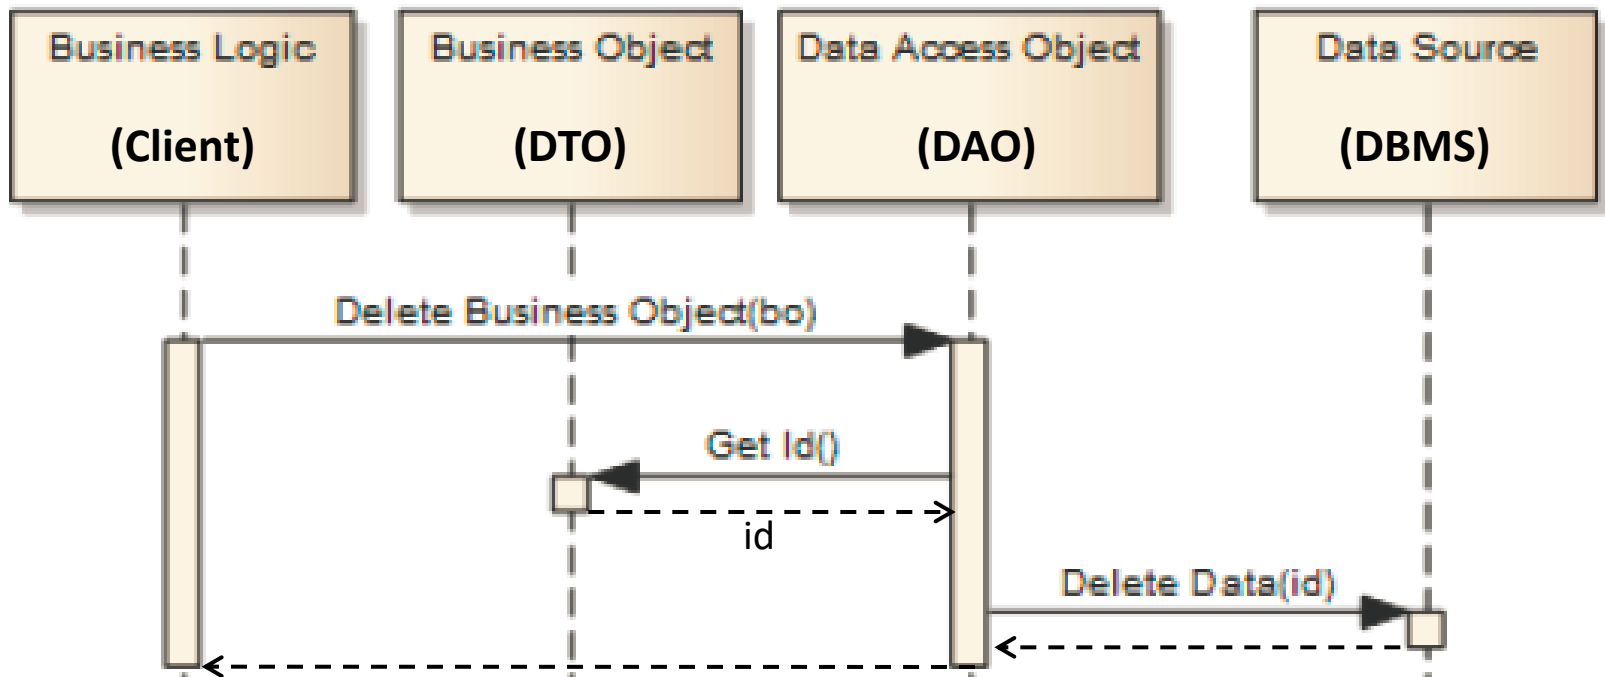 Business Logic
(Client)
Business Object
(DTO)
Data Access Object
(DAO)
Data Source
(DBMS)
Delete Business Object(bo)
Get Id()
id
Delete Data(id)